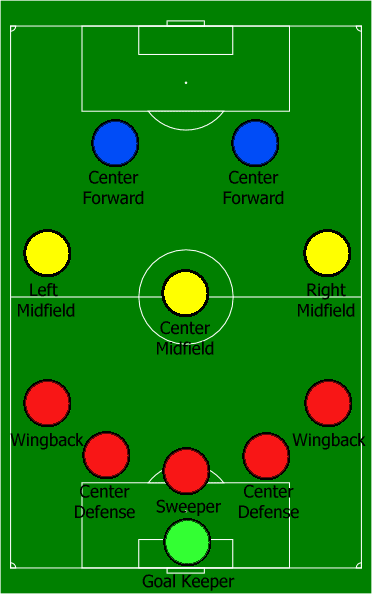 Center
Forward
Center
Forward
Left
Midfield
Right
Midfield
Center
Midfield
Wingback
Wingback
Center
Defense
Sweeper
Center
Defense
Goal Keeper